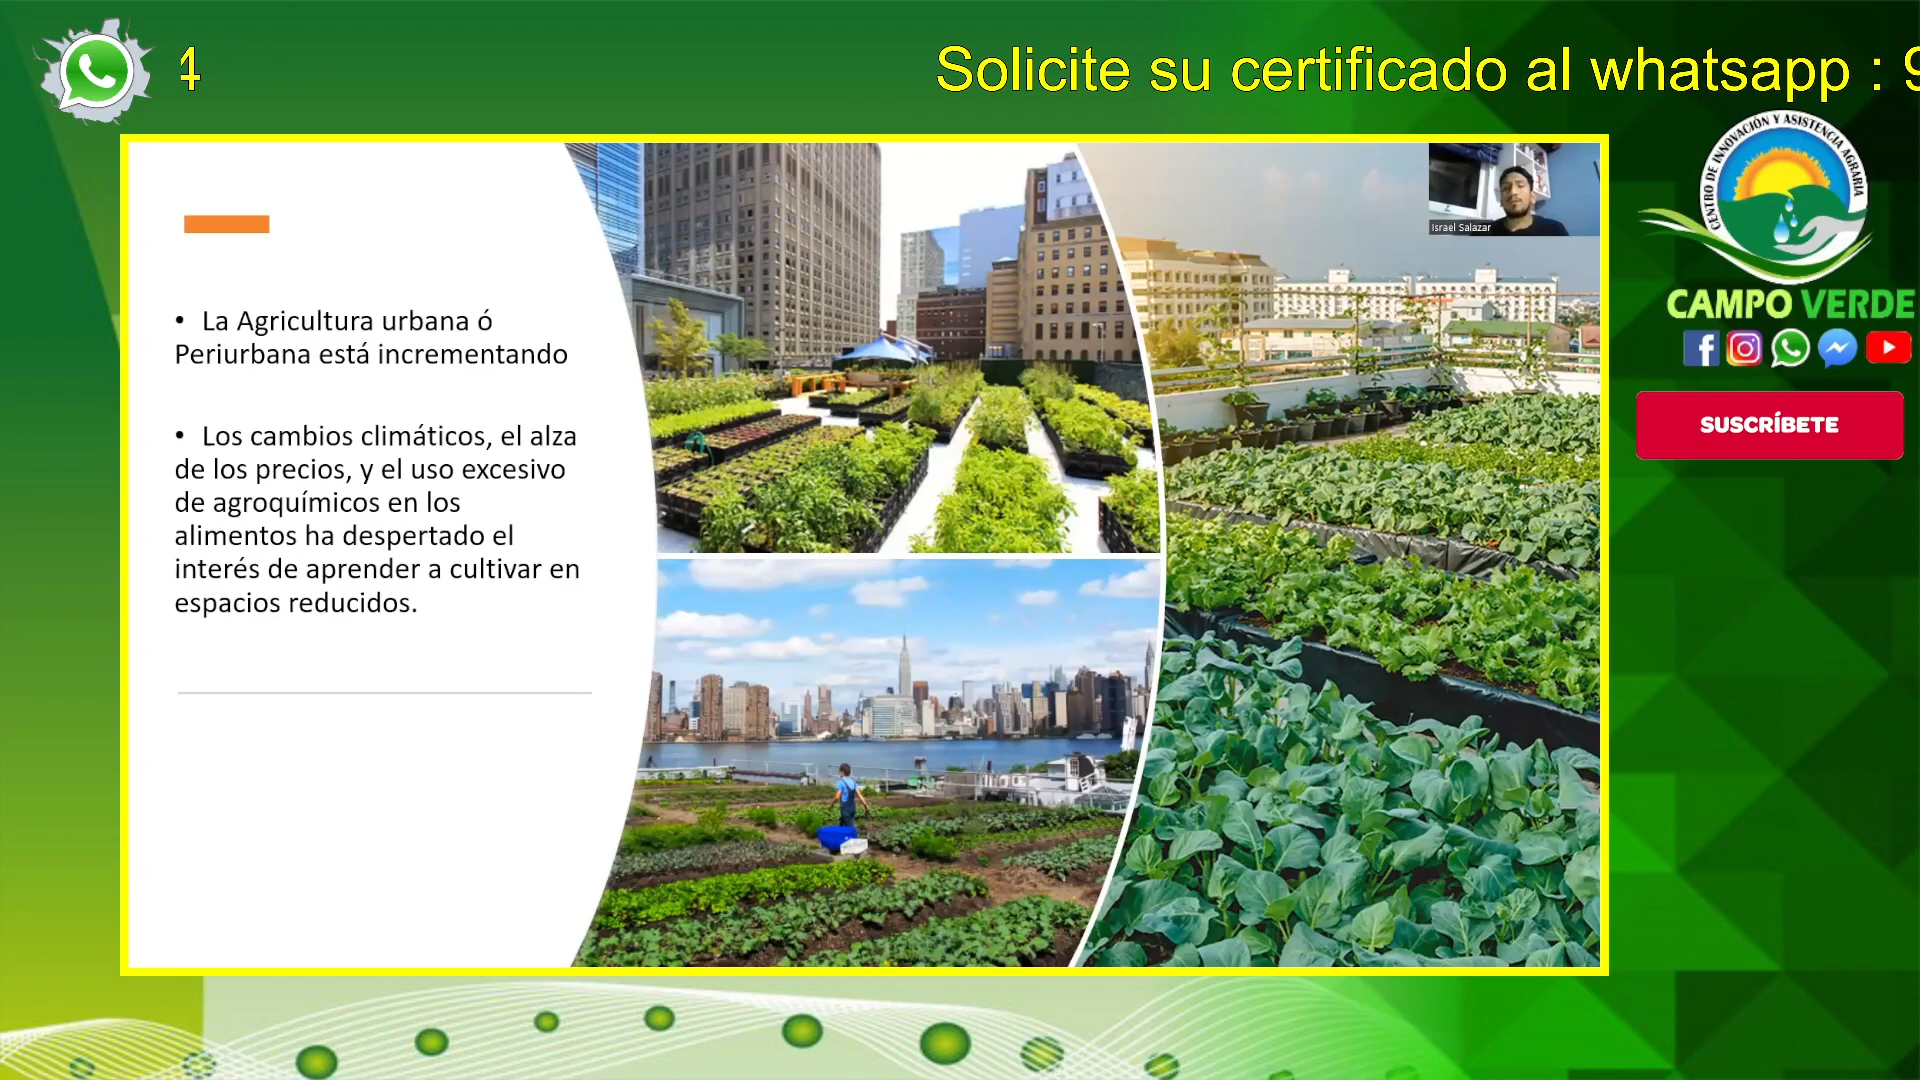 4
Solicite su certificado al whatsapp : 9
CENTRO DE INNOVACIÓN Y ASISTENCIA AGRARIA
CAMPO VERDE
SUSCRÍBETE
Israel Salazar
• La Agricultura urbana ó
Periurbana está incrementando
• Los cambios climáticos, el alza
de los precios, y el uso excesivo
de agroquímicos en los
alimentos ha despertado el
interés de aprender a cultivar en
espacios reducidos.